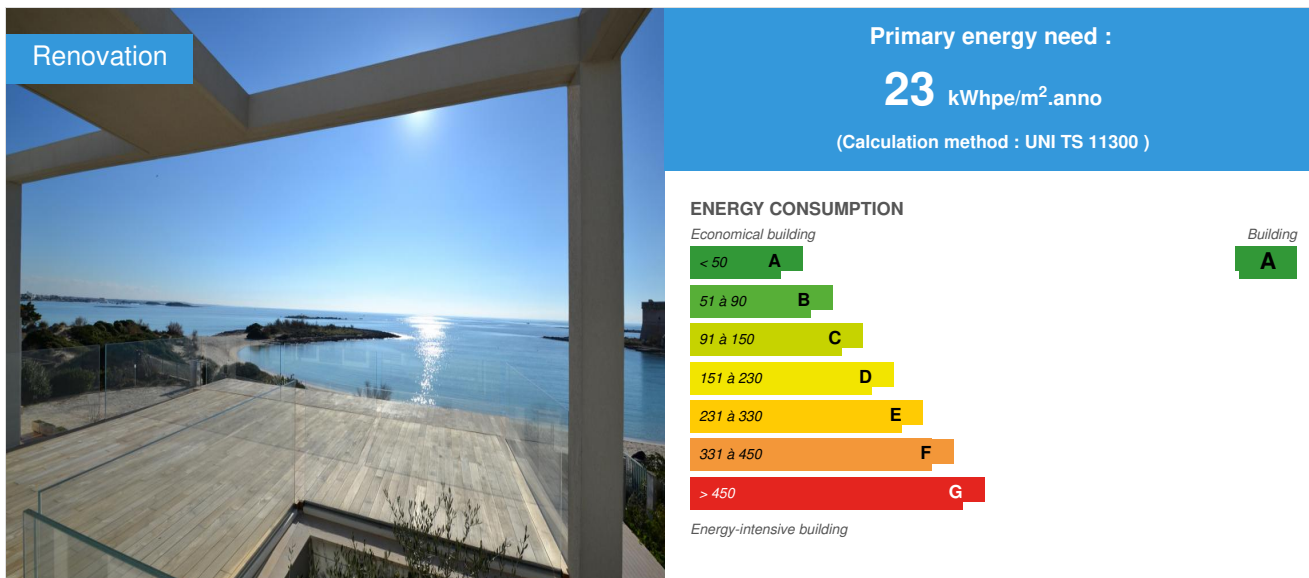 Renovation
Primary energy need :
23 kWhpe/m².anno
(Calculation method : UNI TS 11300 )
ENERGY CONSUMPTION
Economical building
Building
< 50 A
A
51 à 90 B
91 à 150 C
151 à 230 D
231 à 330 E
331 à 450 F
> 450 G
Energy-intensive building